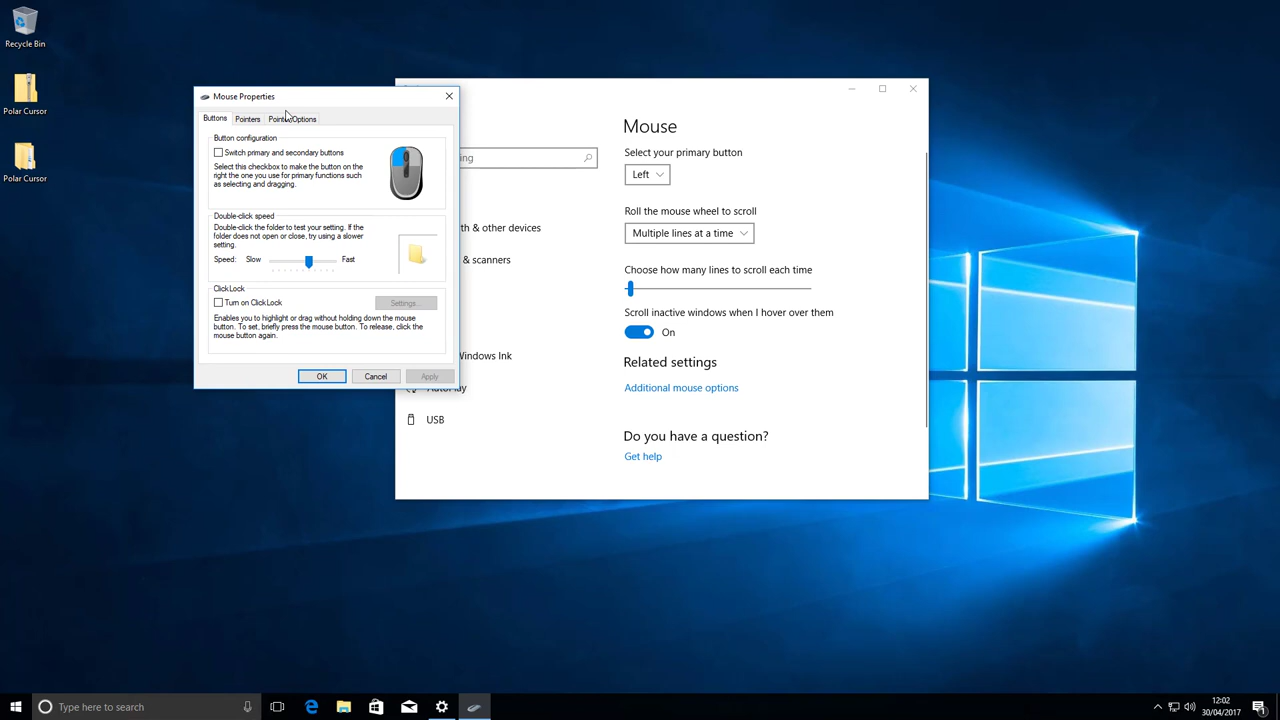 Recycle Bin
Polar Cursor
Polar Cursor
Mouse Properties
Buttons
Pointers
Pointer Options
Button configuration
Switch primary and secondary buttons
Select this checkbox to make the button on the
right the one you use for primary functions such
as selecting and dragging.
Double-click speed
Double-click the folder to test your setting. If the
folder does not open or close, try using a slower
setting.
Speed:
Slow
Fast
ClickLock
Turn on ClickLock
Settings...
Enables you to highlight or drag without holding down the mouse
button. To set, briefly press the mouse button. To release, click the
mouse button again.
OK
Cancel
Apply
ing
th & other devices
& scanners
Windows Ink
AutoPlay
USB
Mouse
Select your primary button
Left
Roll the mouse wheel to scroll
Multiple lines at a time
Choose how many lines to scroll each time
Scroll inactive windows when I hover over them
On
Related settings
Additional mouse options
Do you have a question?
Get help
Type here to search
12:02
30/04/2017
1